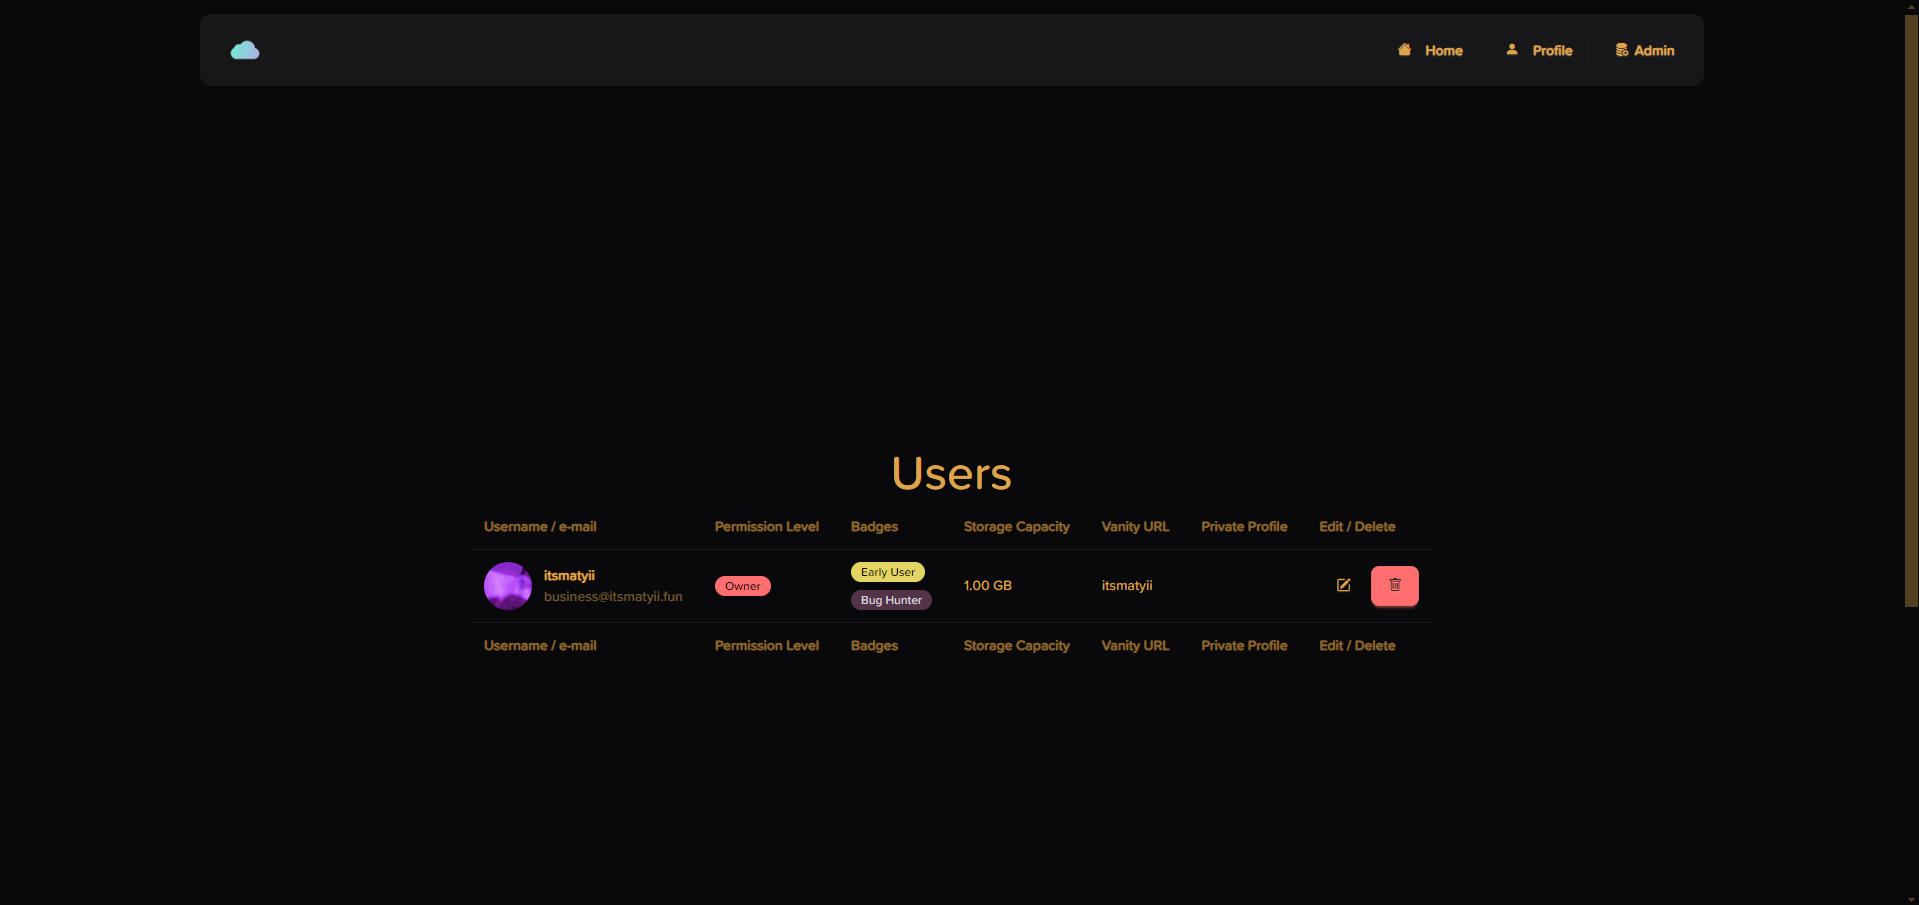 Home Profile Admin
Users
Username / e-mail Permission Level Badges Storage Capacity Vanity URL Private Profile Edit / Delete
itsmatyii
business@itsmatyii.fun
Owner
Early User
Bug Hunter
1.00 GB
itsmatyii
Username / e-mail Permission Level Badges Storage Capacity Vanity URL Private Profile Edit / Delete